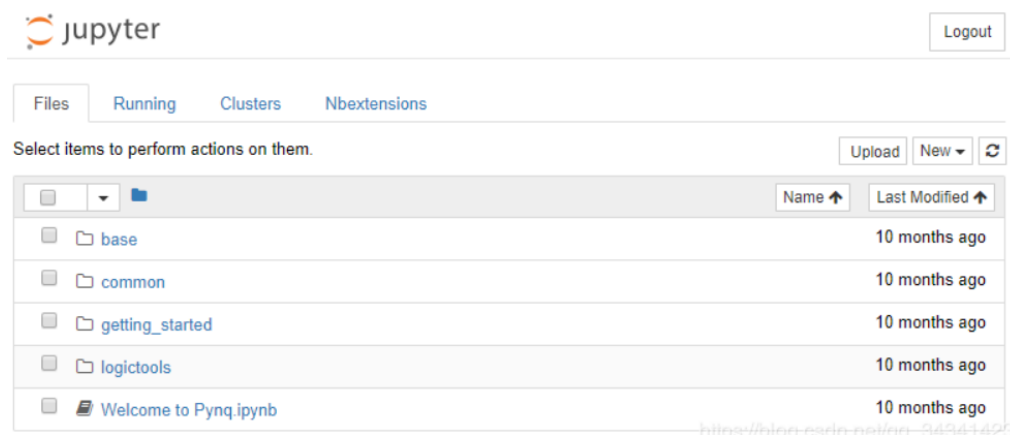 jupyter
Logout
Files Running Clusters Nbextensions
Select items to perform actions on them.
Upload New
Name Last Modified
base 10 months ago
common 10 months ago
getting_started 10 months ago
logictools 10 months ago
Welcome to Pynq.ipynb 10 months ago